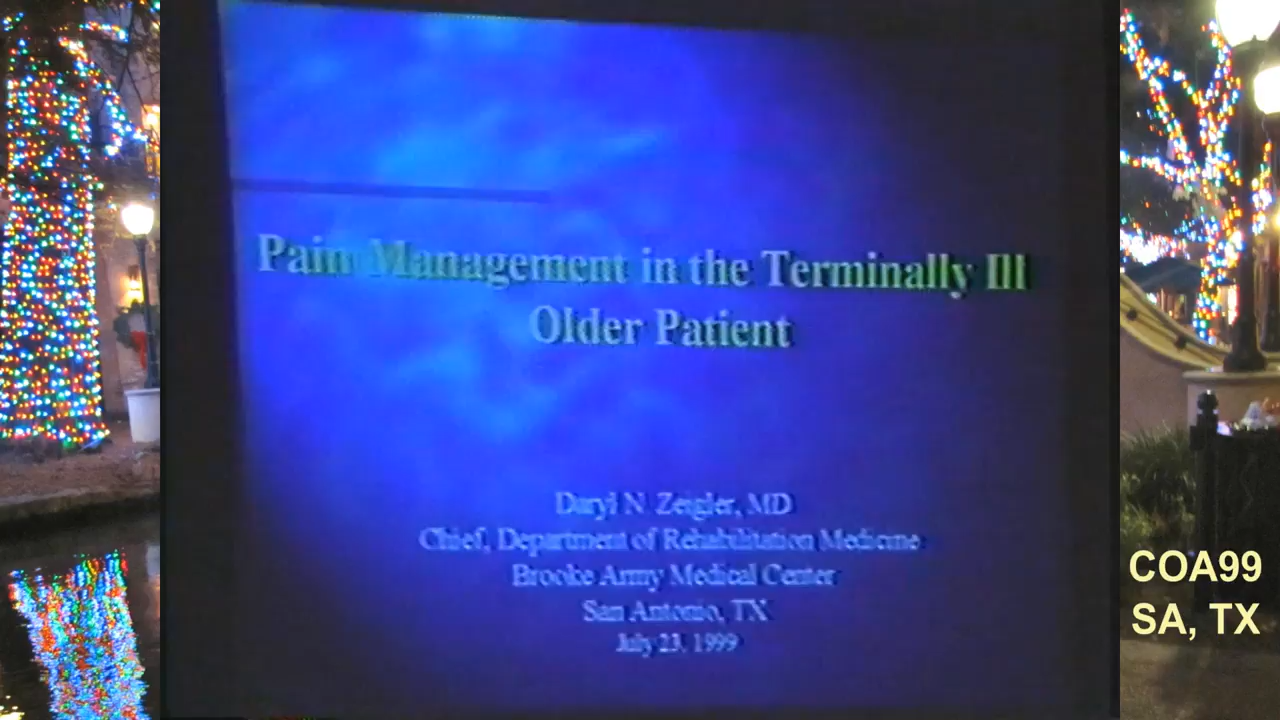 Pain Management in the Terminally Ill
Older Patient
Daryl N. Zeigler, MD
Chief, Department of Rehabilitation Medicine
Brooke Army Medical Center
San Antonio, TX
July 23, 1999
COA99
SA, TX